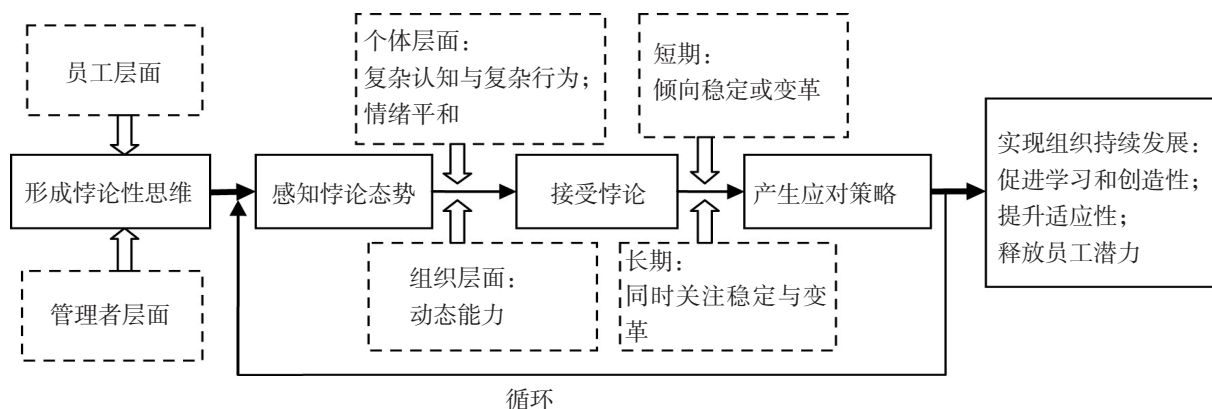 员工层面
个体层面：
复杂认知与复杂行为；
情绪平和
短期：
倾向稳定或变革
形成悖论性思维
感知悖论态势
接受悖论
产生应对策略
实现组织持续发展：
促进学习和创造性；
提升适应性；
释放员工潜力
管理者层面
组织层面：
动态能力
长期：
同时关注稳定与变
革
循环